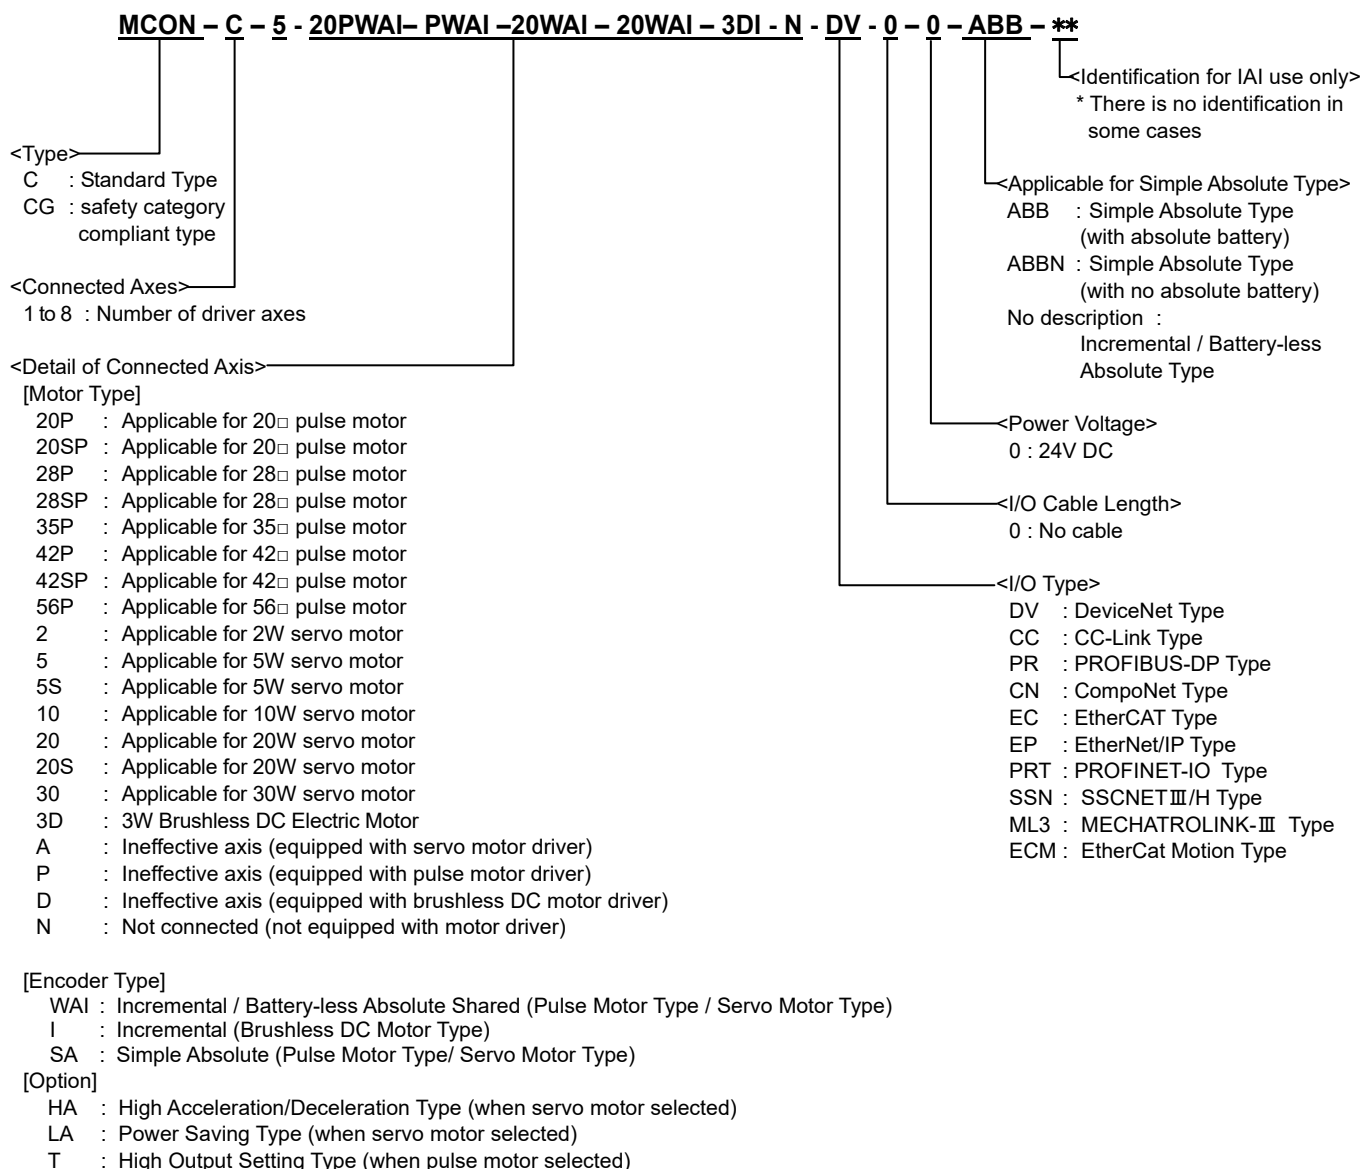 MCON – C – 5 - 20PWAI– PWAI –20WAI – 20WAI – 3DI - N - DV - 0 – 0 – ABB – **
<Identification for IAI use only>
* There is no identification in
some cases
<Type>
C : Standard Type
CG : safety category
compliant type
<Connected Axes>
1 to 8 : Number of driver axes
<Detail of Connected Axis>
[Motor Type]
20P : Applicable for 20□ pulse motor
20SP : Applicable for 20□ pulse motor
28P : Applicable for 28□ pulse motor
28SP : Applicable for 28□ pulse motor
35P : Applicable for 35□ pulse motor
42P : Applicable for 42□ pulse motor
42SP : Applicable for 42□ pulse motor
56P : Applicable for 56□ pulse motor
2 : Applicable for 2W servo motor
5 : Applicable for 5W servo motor
5S : Applicable for 5W servo motor
10 : Applicable for 10W servo motor
20 : Applicable for 20W servo motor
20S : Applicable for 20W servo motor
30 : Applicable for 30W servo motor
3D : 3W Brushless DC Electric Motor
A : Ineffective axis (equipped with servo motor driver)
P : Ineffective axis (equipped with pulse motor driver)
D : Ineffective axis (equipped with brushless DC motor driver)
N : Not connected (not equipped with motor driver)
[Encoder Type]
WAI : Incremental / Battery-less Absolute Shared (Pulse Motor Type / Servo Motor Type)
I : Incremental (Brushless DC Motor Type)
SA : Simple Absolute (Pulse Motor Type/ Servo Motor Type)
[Option]
HA : High Acceleration/Deceleration Type (when servo motor selected)
LA : Power Saving Type (when servo motor selected)
T : High Output Setting Type (when pulse motor selected)
<Applicable for Simple Absolute Type>
ABB : Simple Absolute Type
(with absolute battery)
ABBN : Simple Absolute Type
(with no absolute battery)
No description :
Incremental / Battery-less
Absolute Type
<Power Voltage>
0 : 24V DC
<I/O Cable Length>
0 : No cable
<I/O Type>
DV : DeviceNet Type
CC : CC-Link Type
PR : PROFIBUS-DP Type
CN : CompoNet Type
EC : EtherCAT Type
EP : EtherNet/IP Type
PRT : PROFINET-IO Type
SSN : SSCNETⅢ/H Type
ML3 : MECHATROLINK-Ⅲ Type
ECM : EtherCat Motion Type